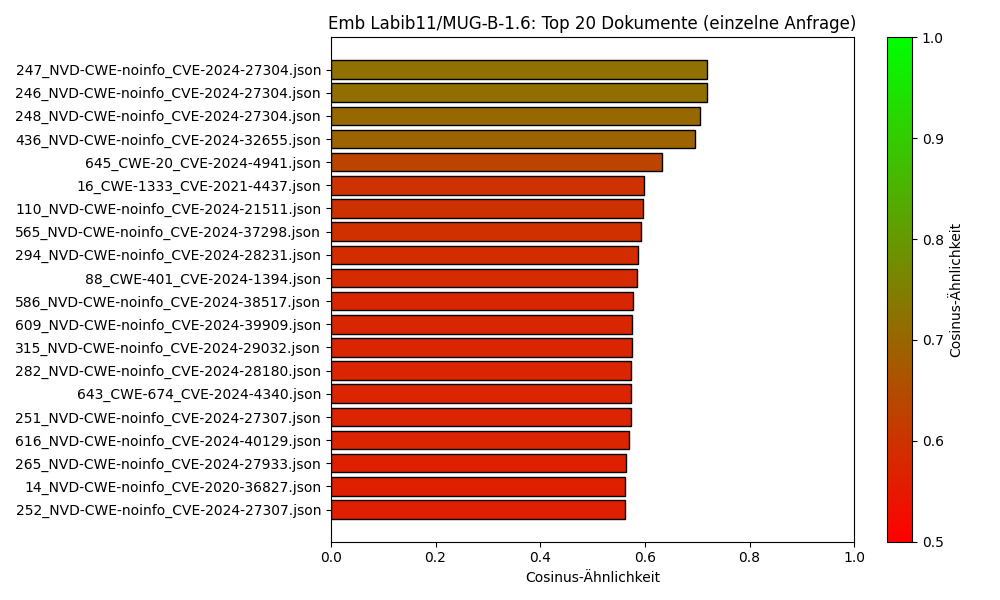 Emb Labib11/MUG-B-1.6: Top 20 Dokumente (einzelne Anfrage)
247_NVD-CWE-noinfo_CVE-2024-27304.json
246_NVD-CWE-noinfo_CVE-2024-27304.json
248_NVD-CWE-noinfo_CVE-2024-27304.json
436_NVD-CWE-noinfo_CVE-2024-32655.json
645_CWE-20_CVE-2024-4941.json
16_CWE-1333_CVE-2021-4437.json
110_NVD-CWE-noinfo_CVE-2024-21511.json
565_NVD-CWE-noinfo_CVE-2024-37298.json
294_NVD-CWE-noinfo_CVE-2024-28231.json
88_CWE-401_CVE-2024-1394.json
586_NVD-CWE-noinfo_CVE-2024-38517.json
609_NVD-CWE-noinfo_CVE-2024-39909.json
315_NVD-CWE-noinfo_CVE-2024-29032.json
282_NVD-CWE-noinfo_CVE-2024-28180.json
643_CWE-674_CVE-2024-4340.json
251_NVD-CWE-noinfo_CVE-2024-27307.json
616_NVD-CWE-noinfo_CVE-2024-40129.json
265_NVD-CWE-noinfo_CVE-2024-27933.json
14_NVD-CWE-noinfo_CVE-2020-36827.json
252_NVD-CWE-noinfo_CVE-2024-27307.json
0.0 0.2 0.4 0.6 0.8 1.0
Cosinus-Ähnlichkeit
1.0
0.9
0.8
0.7
0.6
0.5
Cosinus-Ähnlichkeit